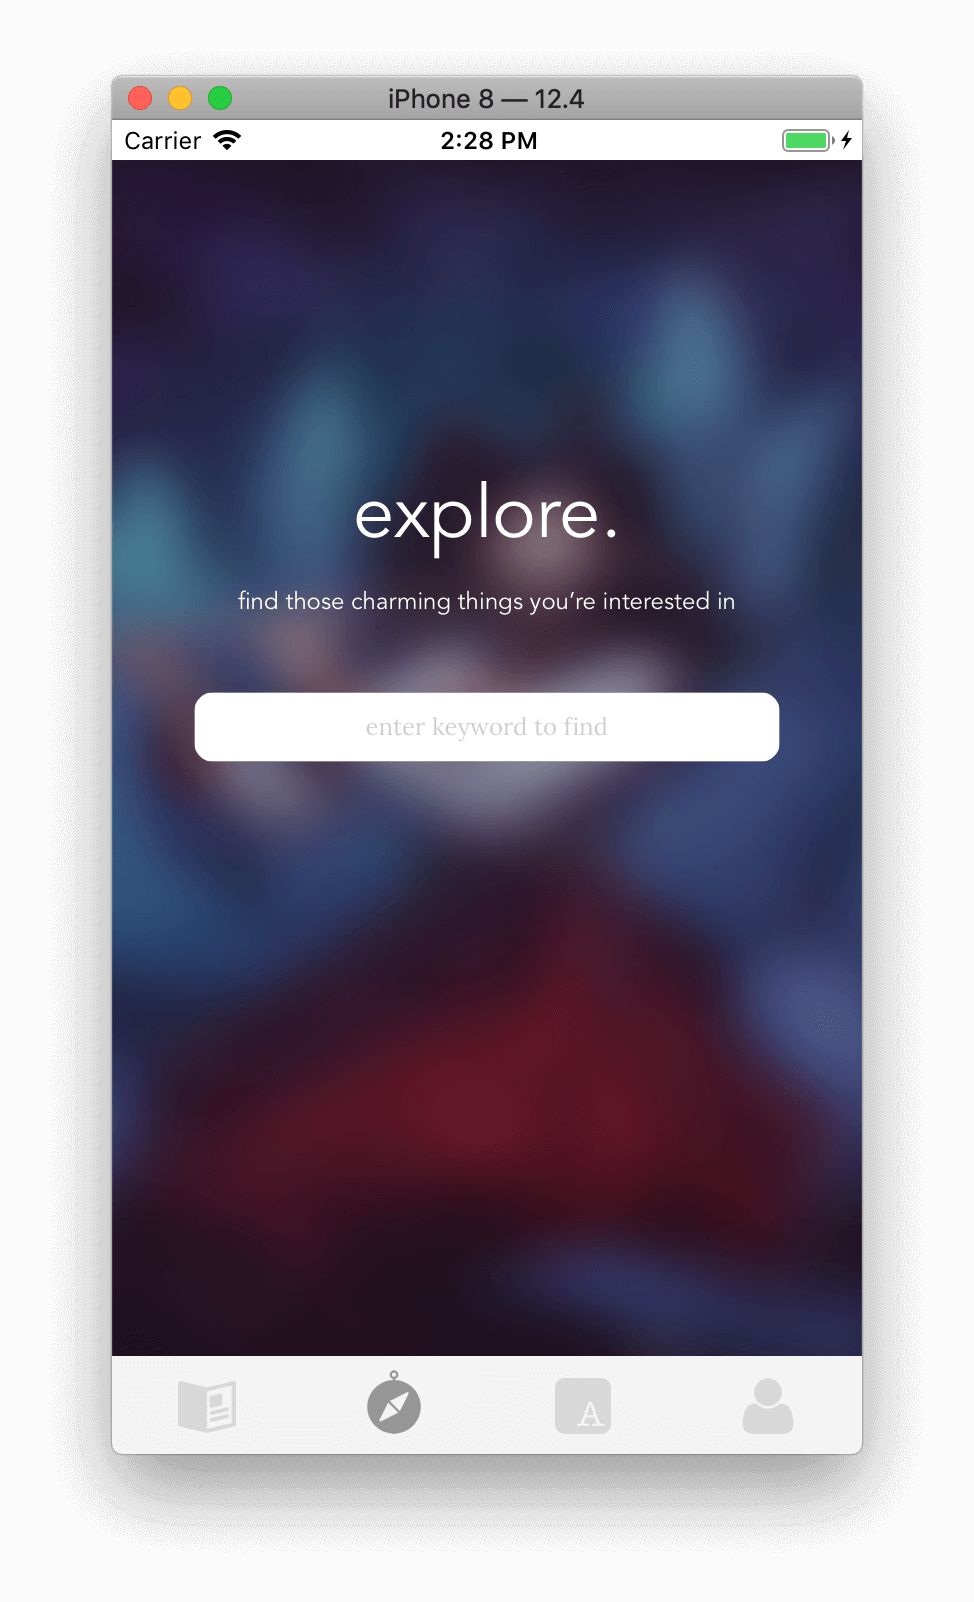 iPhone 8 — 12.4
Carrier 2:28 PM
explore.
find those charming things you’re interested in
enter keyword to find
A